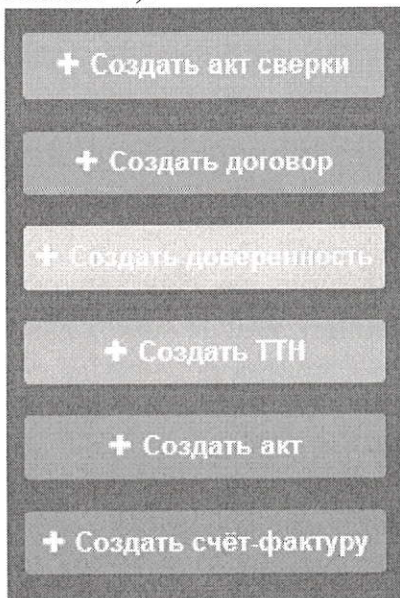 + Создать акт сверки
+ Создать договор
+ Создать доверенность
+ Создать ТТН
+ Создать акт
+ Создать счёт-фактуру